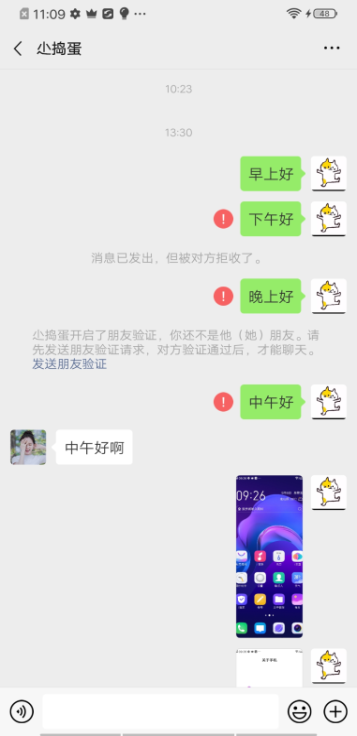 11:09
48
尐捣蛋
10:23
13:30
早上好
下午好
消息已发出，但被对方拒收了。
晚上好
尐捣蛋开启了朋友验证，你还不是他（她）朋友。请
先发送朋友验证请求，对方验证通过后，才能聊天。
发送朋友验证
中午好
中午好啊
09:26